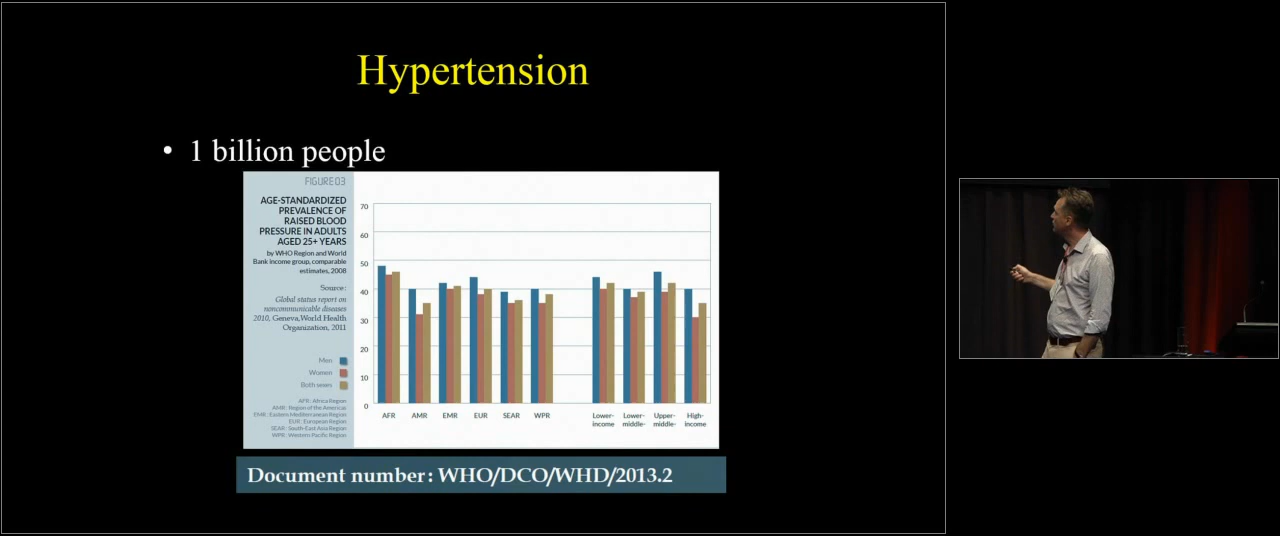 Hypertension
• 1 billion people
FIGURE 03
AGE-STANDARDIZED
PREVALENCE OF
RAISED BLOOD
PRESSURE IN ADULTS
AGED 25+ YEARS
by WHO Region and World
Bank income group, comparable
estimates, 2008
Source:
Global status report on
noncommunicable diseases
2010, Geneva,World Health
Organization, 2011
Men
Women
Both sexes
AFR: Africa Region
AMR: Region of the Americas
EMR: Eastern Mediterranean Region
EUR: European Region
SEAR: South-East Asia Region
WPR: Western Pacific Region
70
60
50
40
30
20
10
0
AFR AMR EMR EUR SEAR WPR Lower- Lower- Upper- High-
income middle- middle- income
Document number: WHO/DCO/WHD/2013.2